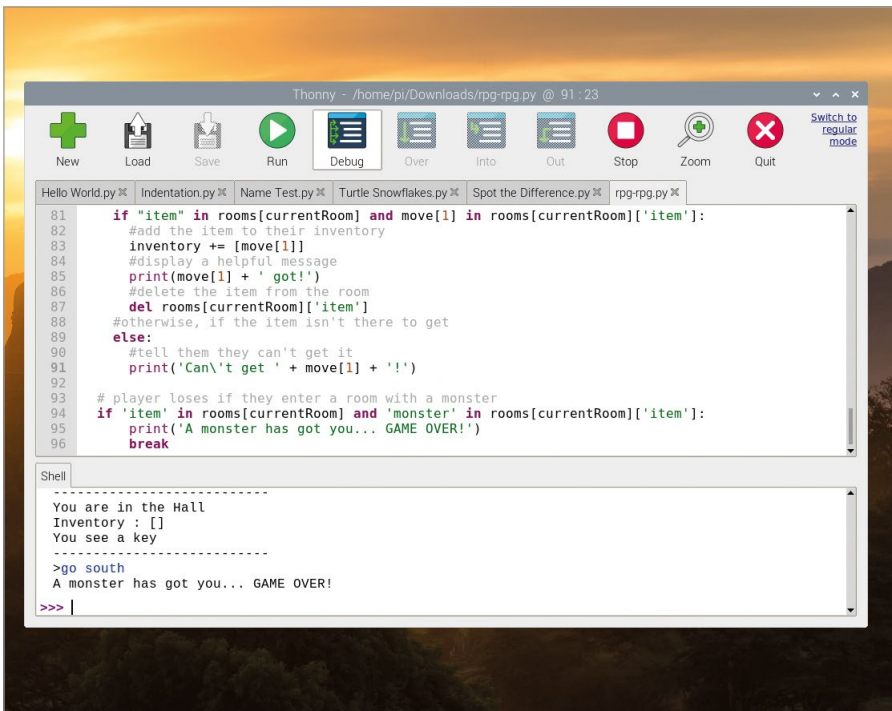 Thonny - /home/pi/Downloads/rpg-rpg.py @ 91 : 23
New Load Save Run Debug Over Into Out Stop Zoom Quit
Switch to
regular
mode
Hello World.py Indentation.py Name Test.py Turtle Snowflakes.py Spot the Difference.py rpg-rpg.py
81 if "item" in rooms[currentRoom] and move[1] in rooms[currentRoom]['item']:
82 #add the item to their inventory
83 inventory += [move[1]]
84 #display a helpful message
85 print(move[1] + ' got!')
86 #delete the item from the room
87 del rooms[currentRoom]['item']
88 #otherwise, if the item isn't there to get
89 else:
90 #tell them they can't get it
91 print('Can\'t get ' + move[1] + '!')
92
93 # player loses if they enter a room with a monster
94 if 'item' in rooms[currentRoom] and 'monster' in rooms[currentRoom]['item']:
95 print('A monster has got you... GAME OVER!')
96 break
Shell
---------------------------
You are in the Hall
Inventory : []
You see a key
---------------------------
>go south
A monster has got you... GAME OVER!
>>>